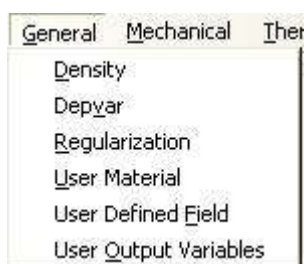 General Mechanical Ther
Density
Depvar
Regularization
User Material
User Defined Field
User Output Variables